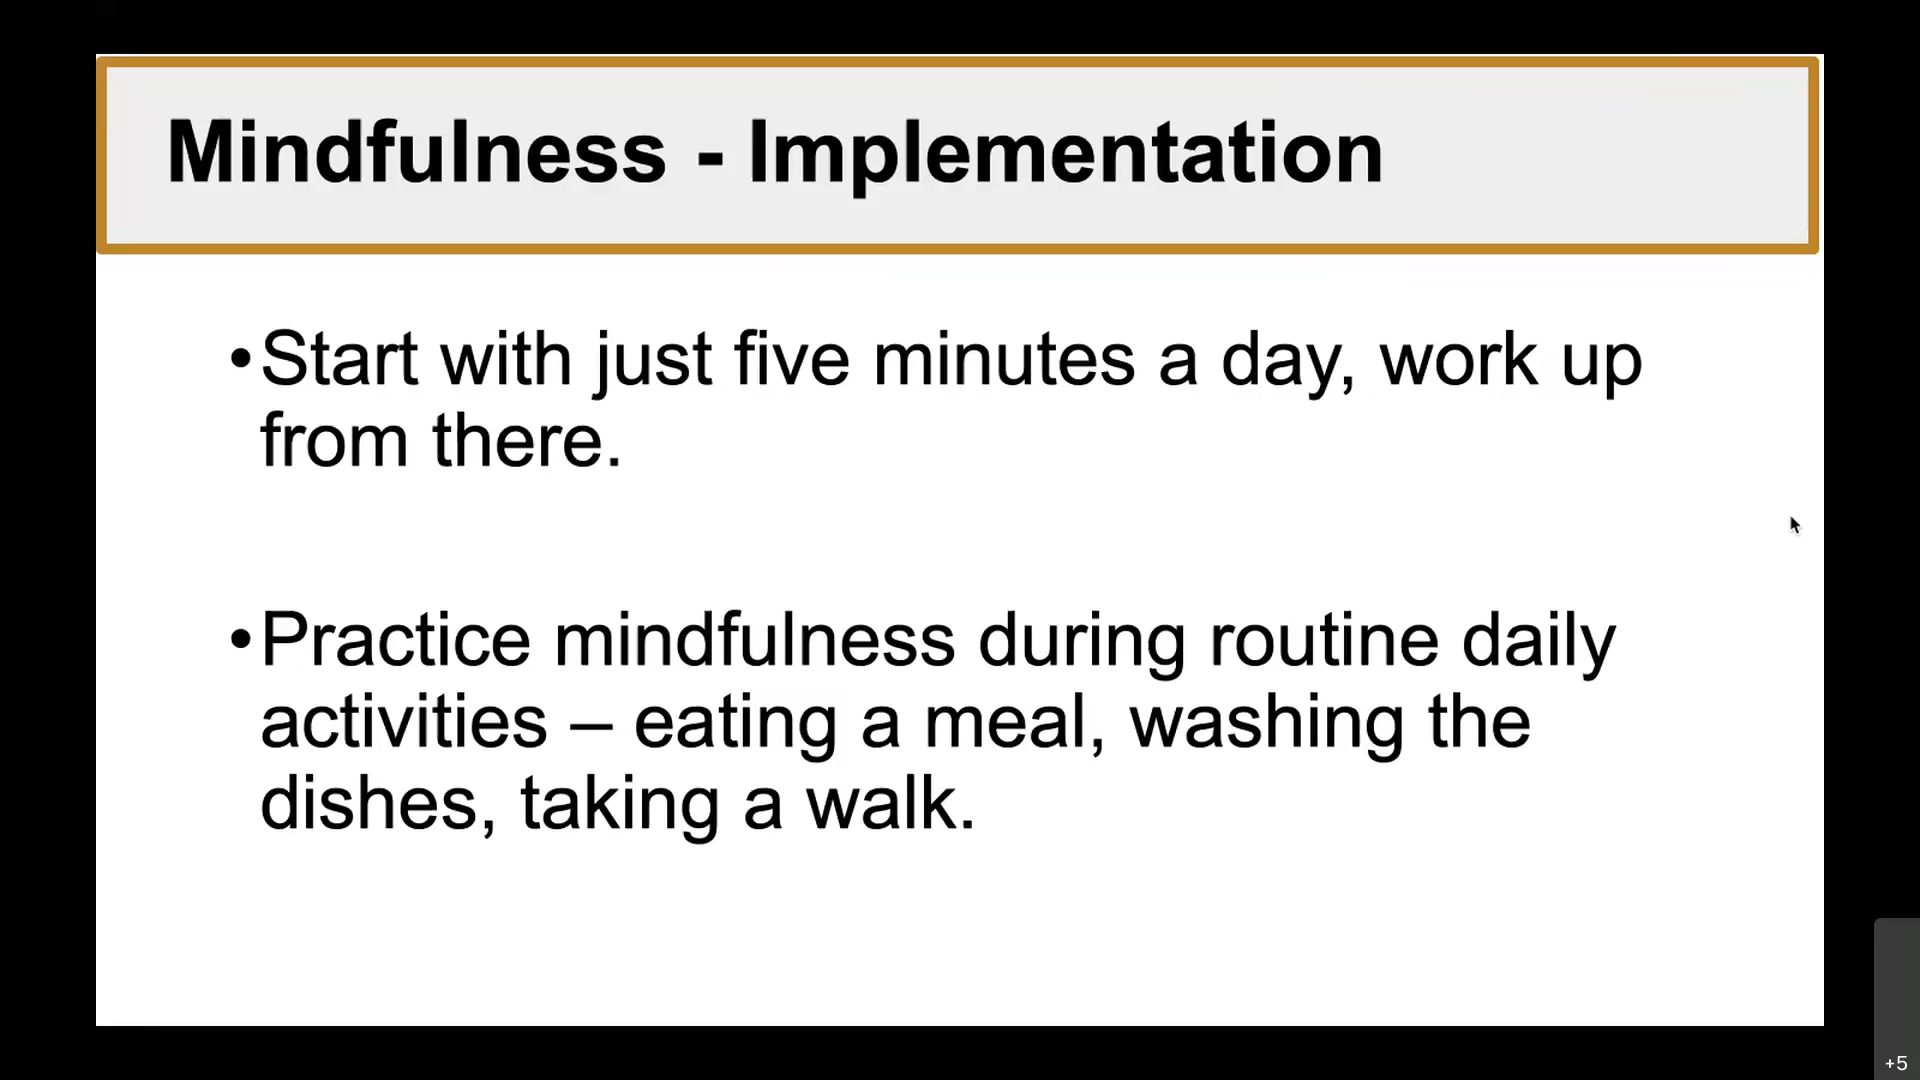 Mindfulness - Implementation
•Start with just five minutes a day, work up
from there.
•Practice mindfulness during routine daily
activities – eating a meal, washing the
dishes, taking a walk.
+5